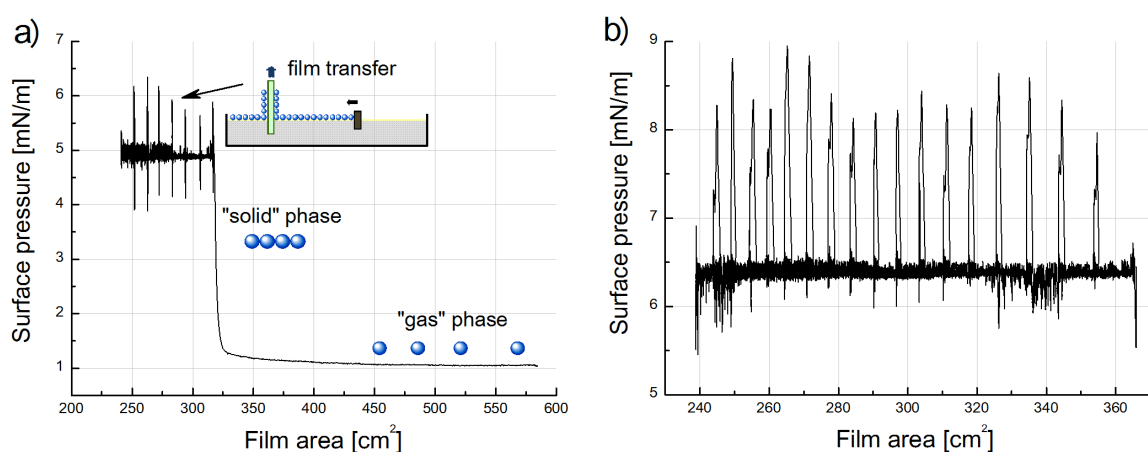 a)
Surface pressure [mN/m]
7
6
5
4
3
2
1
film transfer
"solid" phase
"gas" phase
200 250 300 350 400 450 500 550 600
Film area [cm²]
b)
Surface pressure [mN/m]
9
8
7
6
5
240 260 280 300 320 340 360
Film area [cm²]